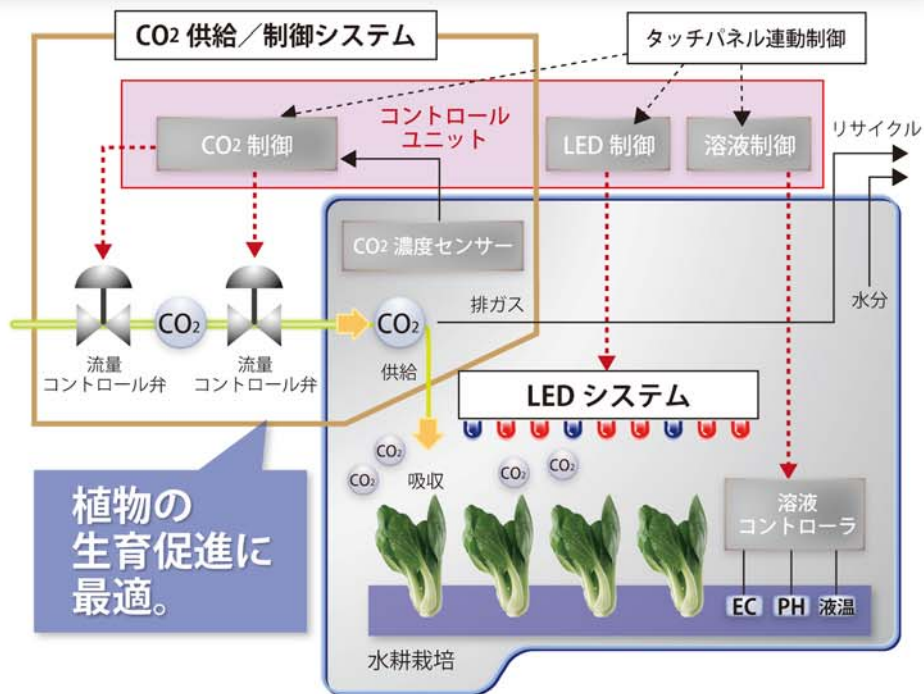 CO2 供給／制御システム
タッチパネル連動制御
コントロール
ユニット
CO2 制御
LED 制御
溶液制御
リサイクル
CO2 濃度センサー
排ガス
水分
CO2
CO2
流量
コントロール弁
流量
コントロール弁
供給
LED システム
CO2
CO2
吸収
CO2
CO2
植物の
生育促進に
最適。
溶液
コントローラ
EC
PH
液温
水耕栽培